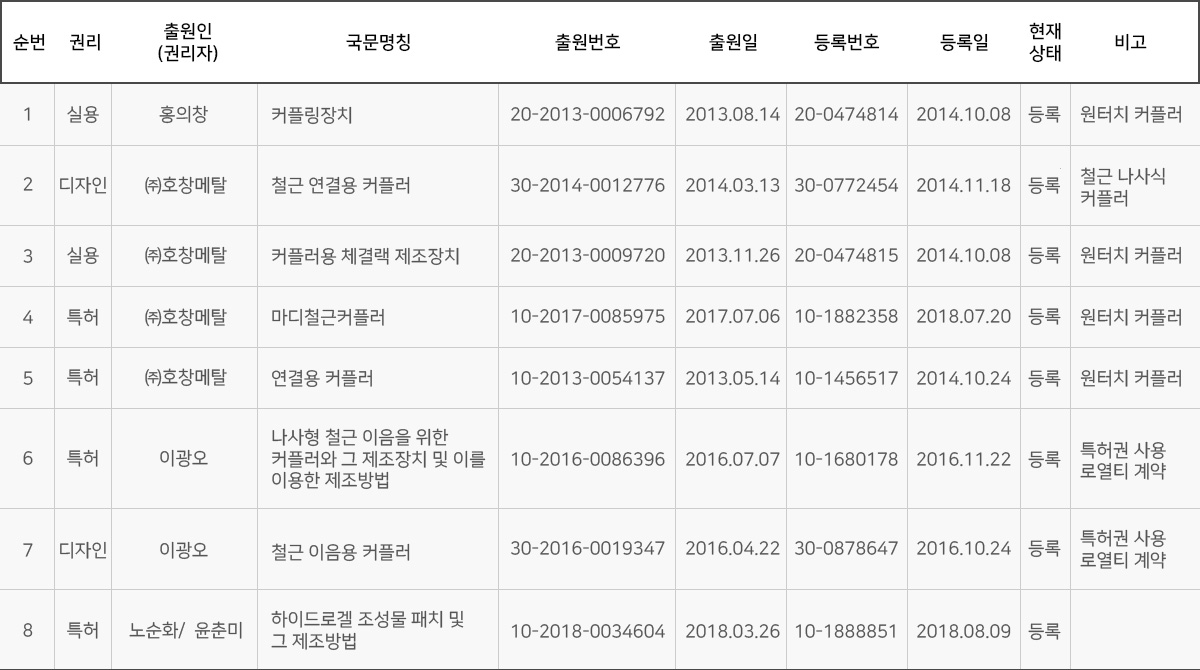 순번 권리 출원인 (권리자) 국문명칭 출원번호 출원일 등록번호 등록일 현재 상태 비고
1 실용 홍의창 커플링장치 20-2013-0006792 2013.08.14 20-0474814 2014.10.08 등록 원터치 커플러
2 디자인 ㈜호창메탈 철근 연결용 커플러 30-2014-0012776 2014.03.13 30-0772454 2014.11.18 등록 철근 나사식 커플러
3 실용 ㈜호창메탈 커플러용 체결랙 제조장치 20-2013-0009720 2013.11.26 20-0474815 2014.10.08 등록 원터치 커플러
4 특허 ㈜호창메탈 마디철근커플러 10-2017-0085975 2017.07.06 10-1882358 2018.07.20 등록 원터치 커플러
5 특허 ㈜호창메탈 연결용 커플러 10-2013-0054137 2013.05.14 10-1456517 2014.10.24 등록 원터치 커플러
6 특허 이광오 나사형 철근 이음을 위한 커플러와 그 제조장치 및 이를 이용한 제조방법 10-2016-0086396 2016.07.07 10-1680178 2016.11.22 등록 특허권 사용 로열티 계약
7 디자인 이광오 철근 이음용 커플러 30-2016-0019347 2016.04.22 30-0878647 2016.10.24 등록 특허권 사용 로열티 계약
8 특허 노순화/ 윤춘미 하이드로겔 조성물 패치 및 그 제조방법 10-2018-0034604 2018.03.26 10-1888851 2018.08.09 등록